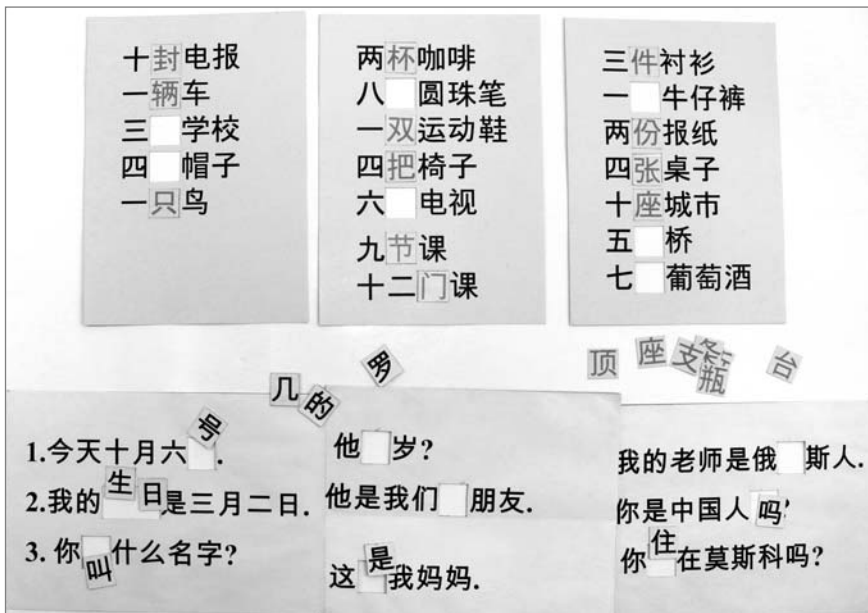 十封电报
一辆车
三 学校
四 帽子
一只鸟
两杯咖啡
八 圆珠笔
一双运动鞋
四把椅子
六 电视
九节课
十二门课
三件衬衫
一 牛仔裤
两份报纸
四张桌子
十座城市
五 桥
七 葡萄酒
几 的 罗
顶 座 支 条 瓶 台
1.今天十月六号.
2.我的生日是三月二日.
3. 你叫什么名字?
他 岁?
他是我们 朋友.
这是我妈妈.
我的老师是俄 斯人.
你是中国人吗?
你住在莫斯科吗?